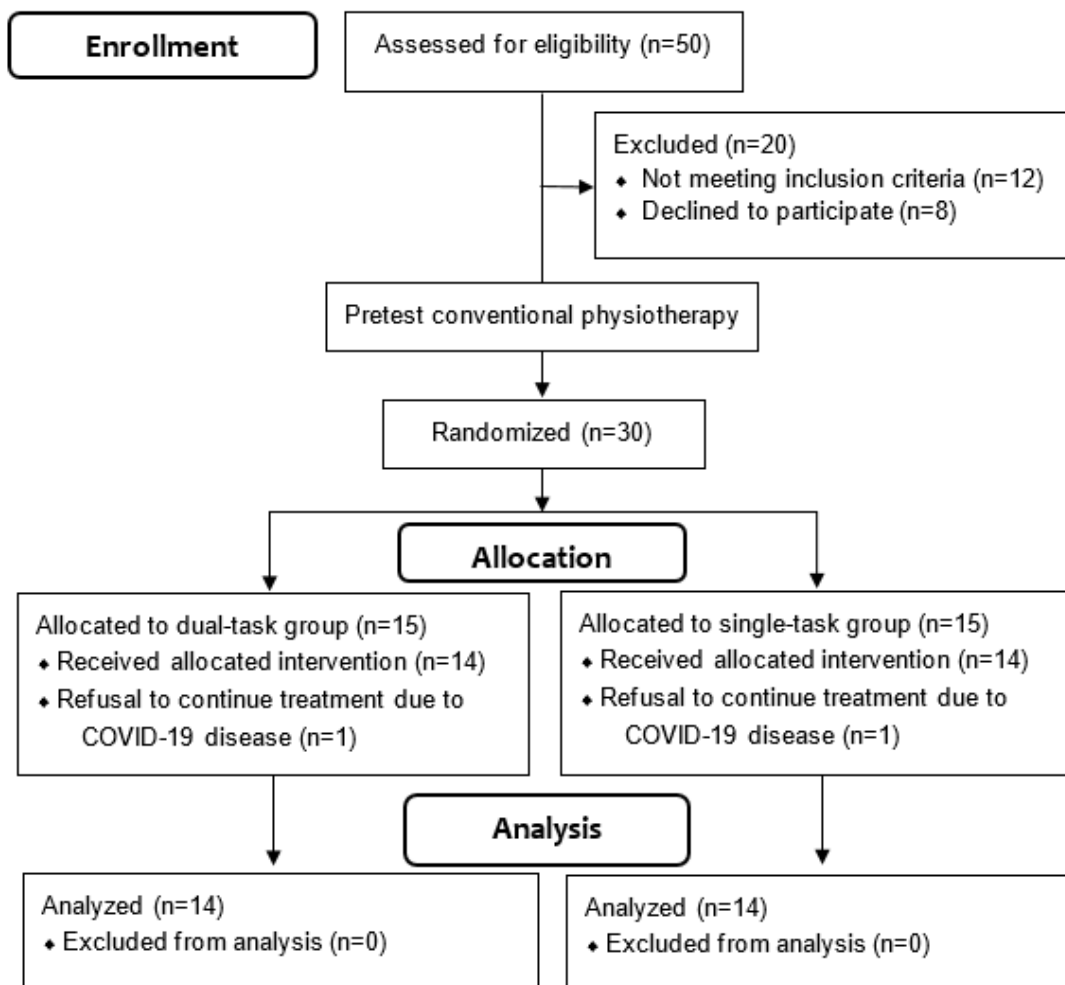 Enrollment
Assessed for eligibility (n=50)
Excluded (n=20)
⬥ Not meeting inclusion criteria (n=12)
⬥ Declined to participate (n=8)
Pretest conventional physiotherapy
Randomized (n=30)
Allocation
Allocated to dual-task group (n=15)
⬥ Received allocated intervention (n=14)
⬥ Refusal to continue treatment due to
COVID-19 disease (n=1)
Allocated to single-task group (n=15)
⬥ Received allocated intervention (n=14)
⬥ Refusal to continue treatment due to
COVID-19 disease (n=1)
Analysis
Analyzed (n=14)
⬥ Excluded from analysis (n=0)
Analyzed (n=14)
⬥ Excluded from analysis (n=0)